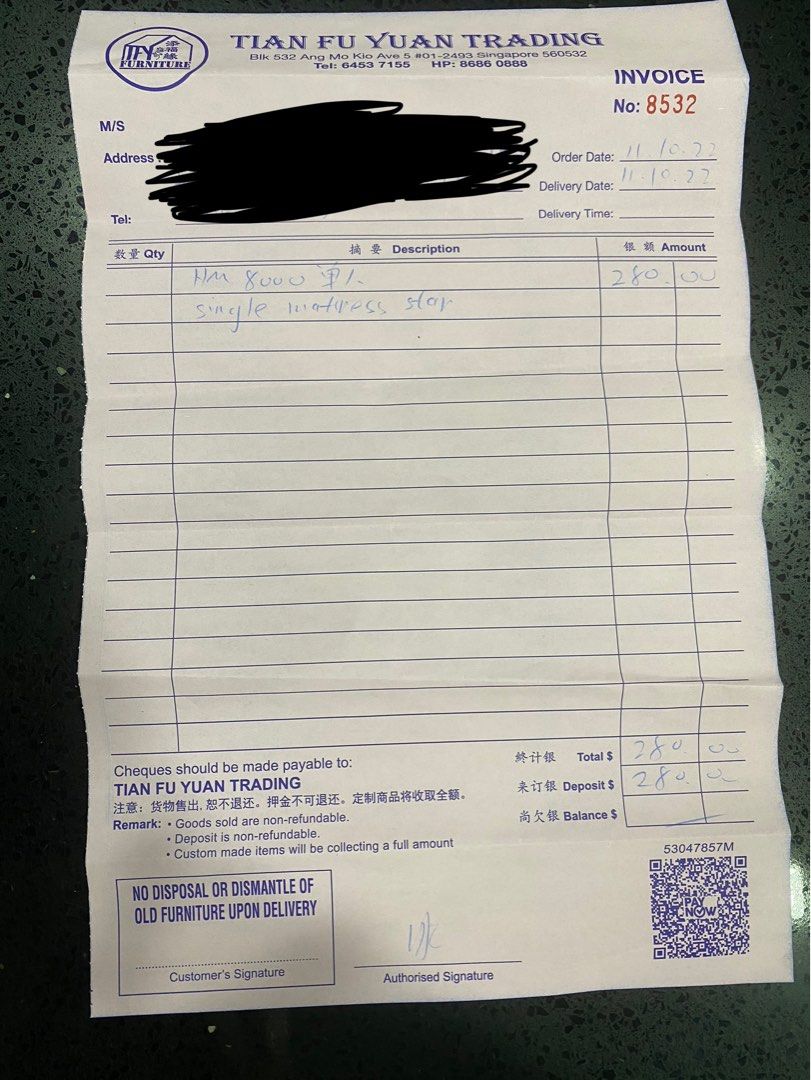 TFY
添福緣
FURNITURE
TIAN FU YUAN TRADING
Blk 532 Ang Mo Kio Ave 5 #01-2493 Singapore 560532
Tel: 6453 7155 HP: 8686 0888
INVOICE
No: 8532
M/S
Address
Order Date: 11.10.22
Delivery Date: 11.10.22
Tel:
Delivery Time:
数量 Qty 摘要 Description 银额 Amount
HM 8000 单人 280.00
single mattress star
Cheques should be made payable to:
TIAN FU YUAN TRADING
注意: 货物售出, 恕不退还。押金不可退还。定制商品将收取全额。
Remark: • Goods sold are non-refundable.
• Deposit is non-refundable.
• Custom made items will be collecting a full amount
終计银 Total $ 280.00
来订银 Deposit $ 280.00
尚欠银 Balance $
NO DISPOSAL OR DISMANTLE OF
OLD FURNITURE UPON DELIVERY
Customer's Signature
Authorised Signature
53047857M
PAY
NOW